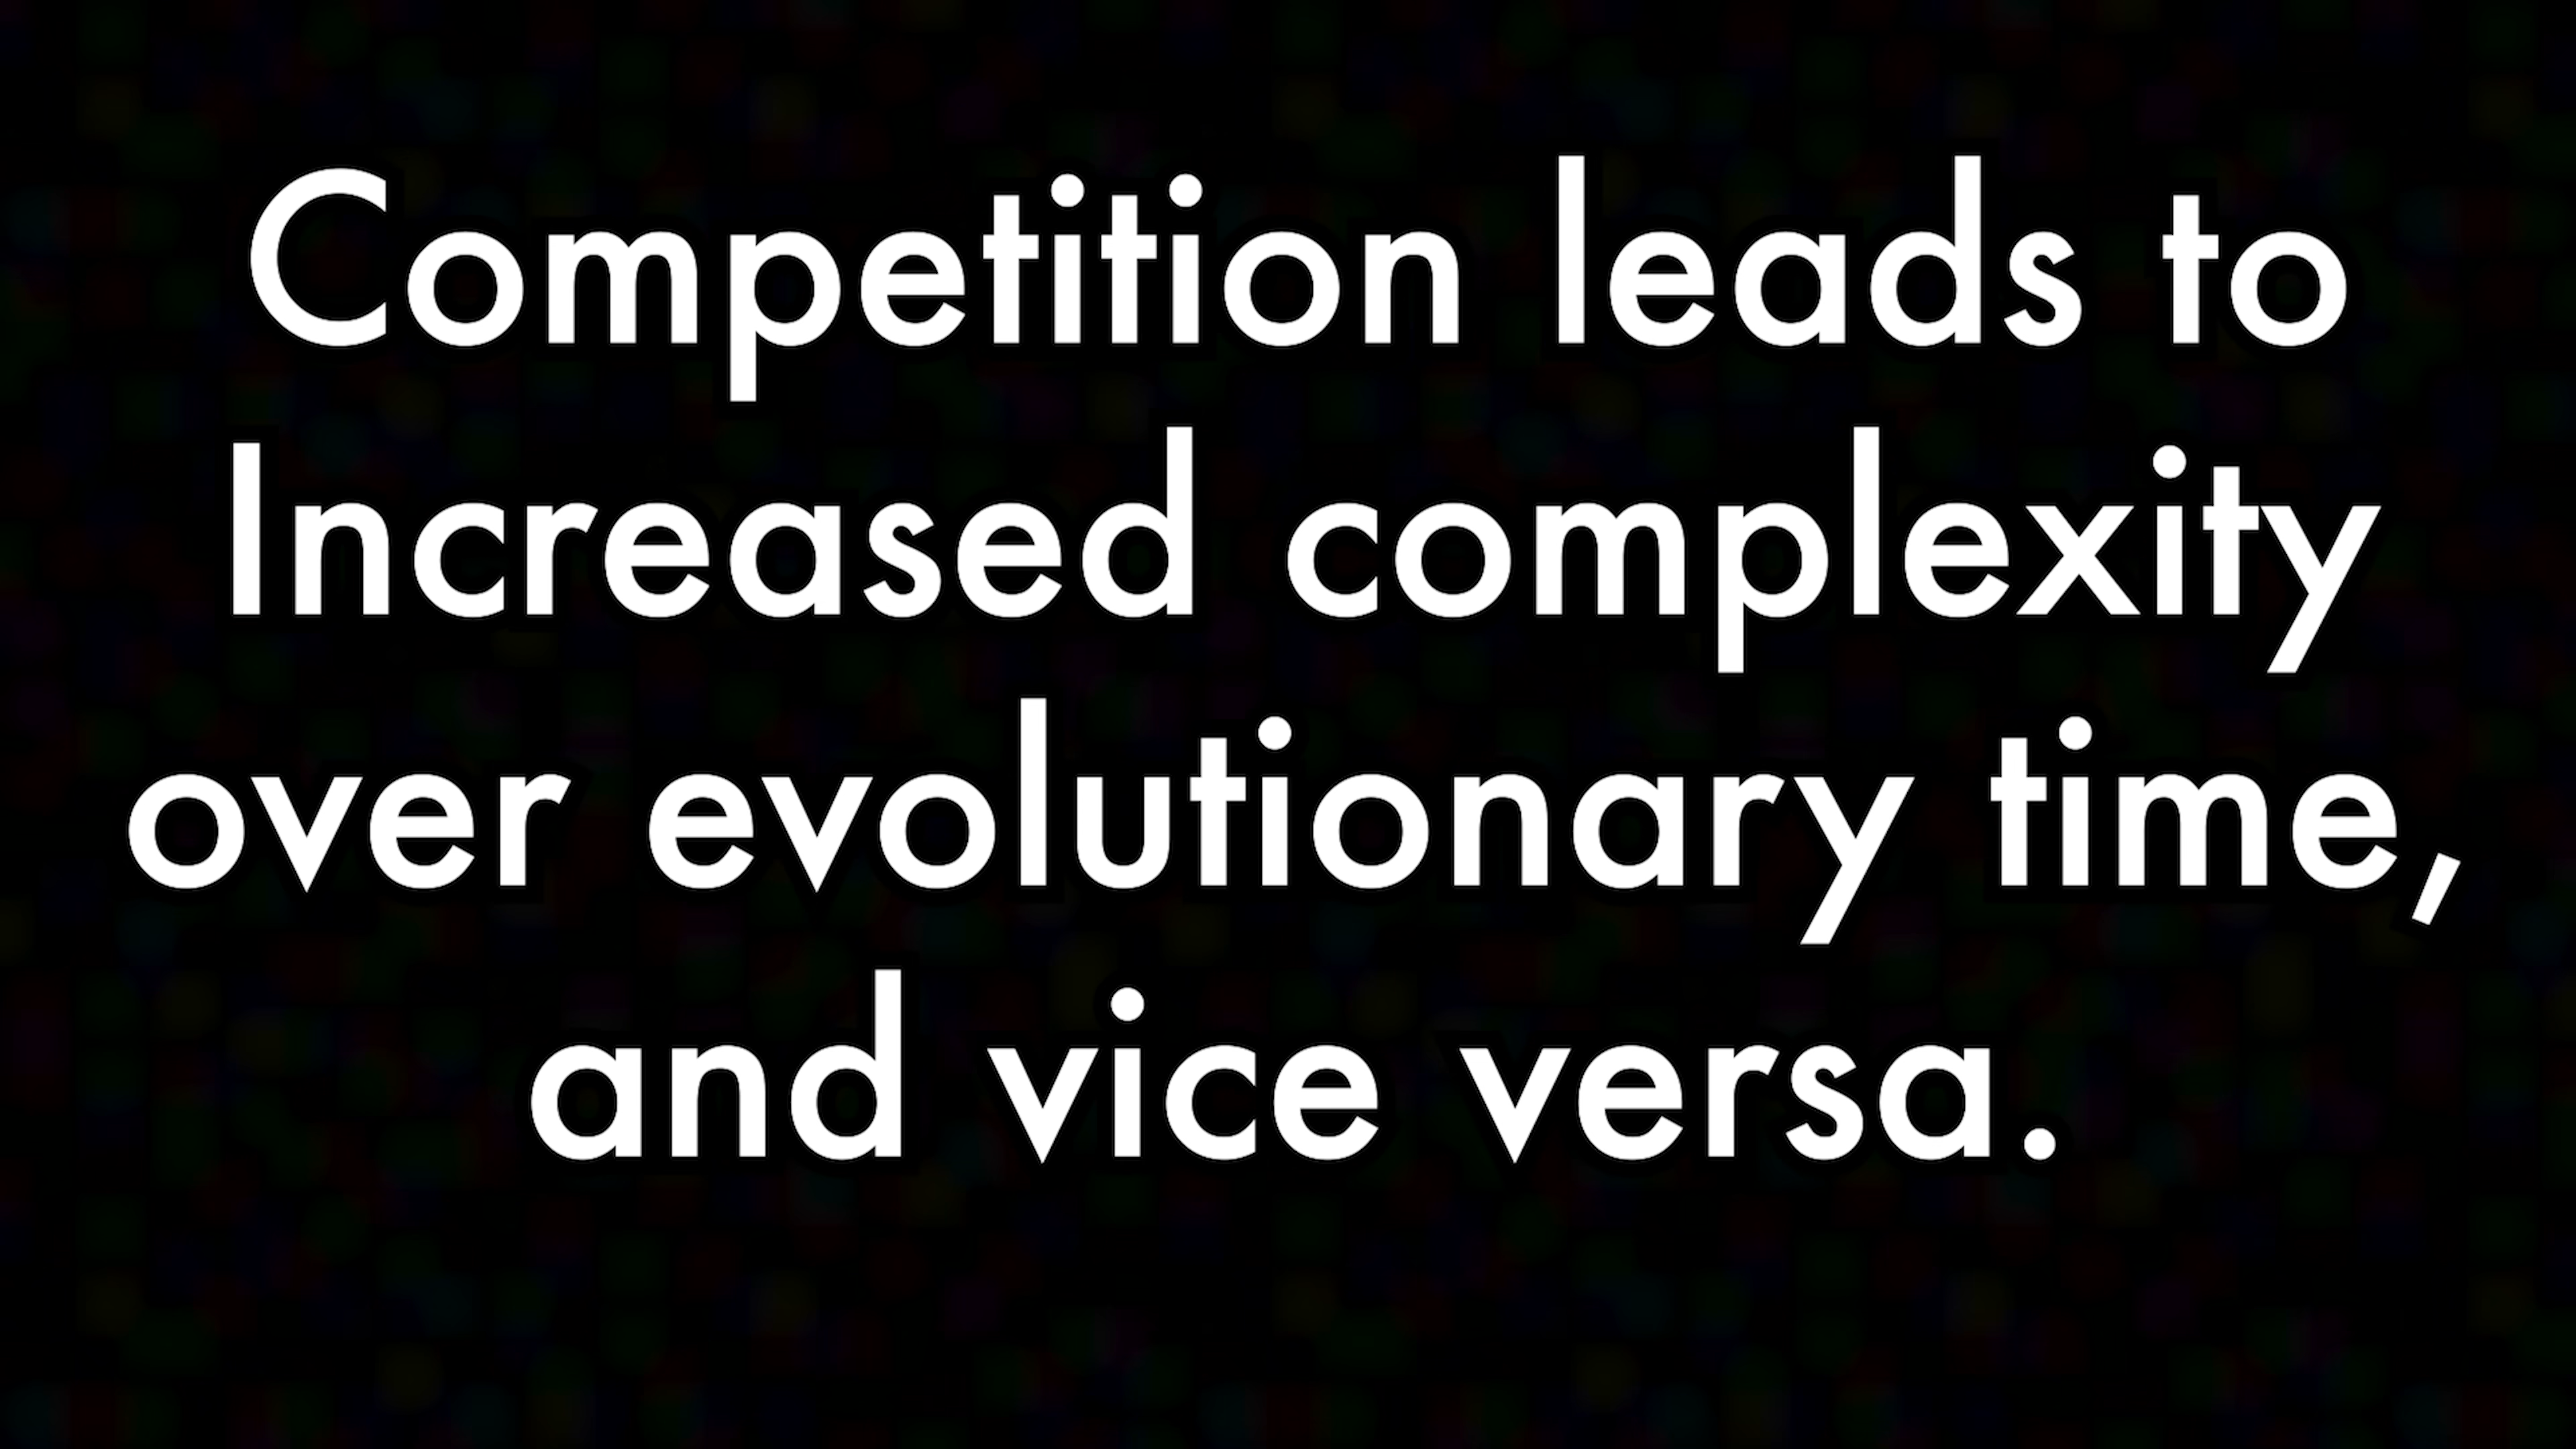 Competition leads to
Increased complexity
over evolutionary time,
and vice versa.